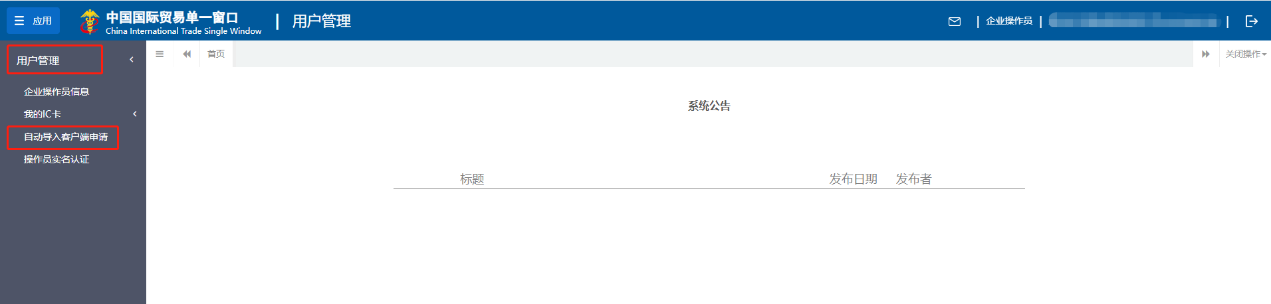 应用
中国国际贸易单一窗口
China International Trade Single Window
| 用户管理
| 企业操作员 |
|
用户管理
首页
关闭操作
企业操作员信息
我的IC卡
自动导入客户端申请
操作员实名认证
系统公告
标题 发布日期 发布者